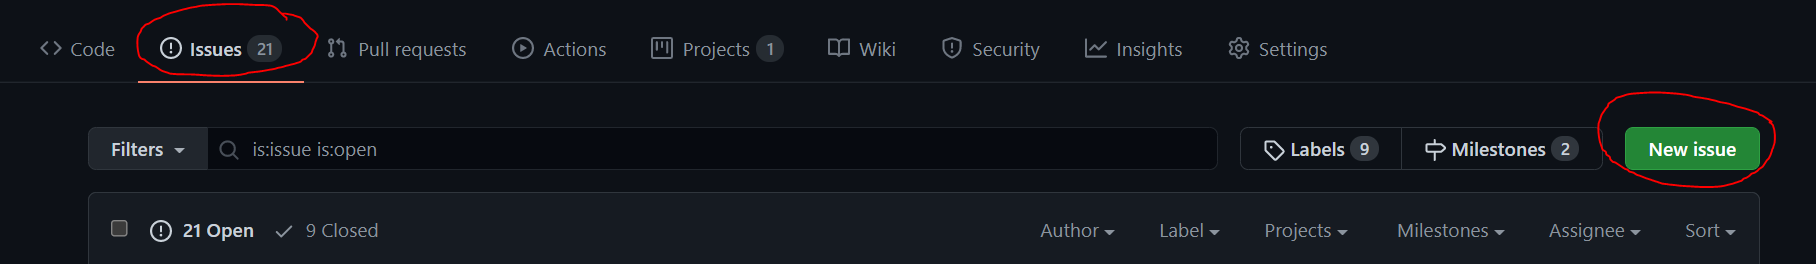 Code Issues 21 Pull requests Actions Projects 1 Wiki Security Insights Settings
Filters is:issue is:open Labels 9 Milestones 2 New issue
21 Open 9 Closed Author Label Projects Milestones Assignee Sort